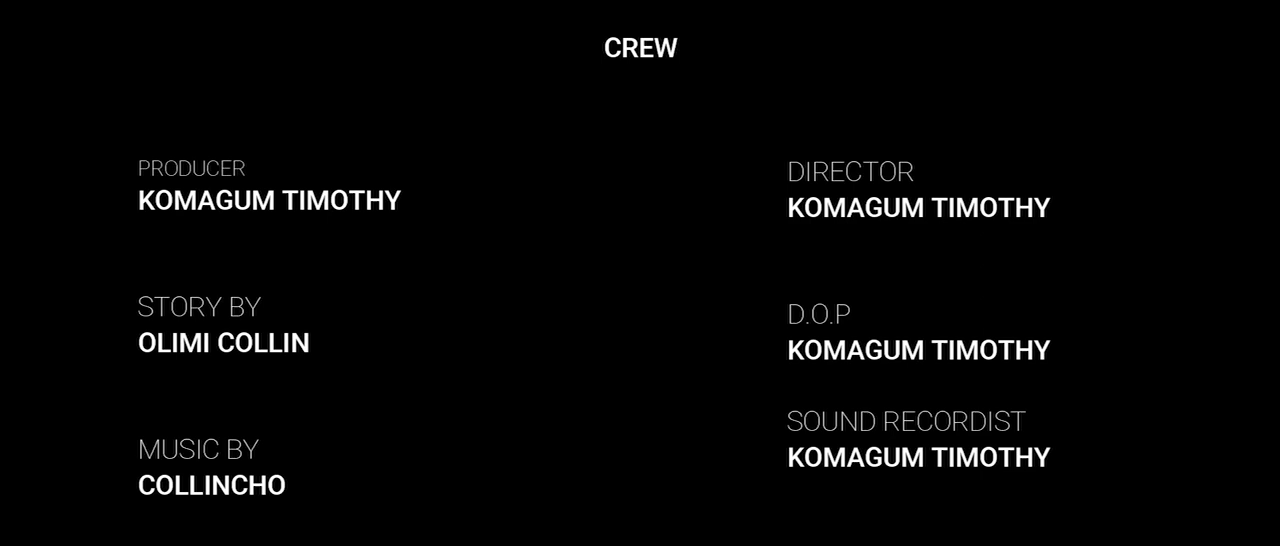 CREW
PRODUCER
KOMAGUM TIMOTHY
STORY BY
OLIMI COLLIN
MUSIC BY
COLLINCHO
DIRECTOR
KOMAGUM TIMOTHY
D.O.P
KOMAGUM TIMOTHY
SOUND RECORDIST
KOMAGUM TIMOTHY